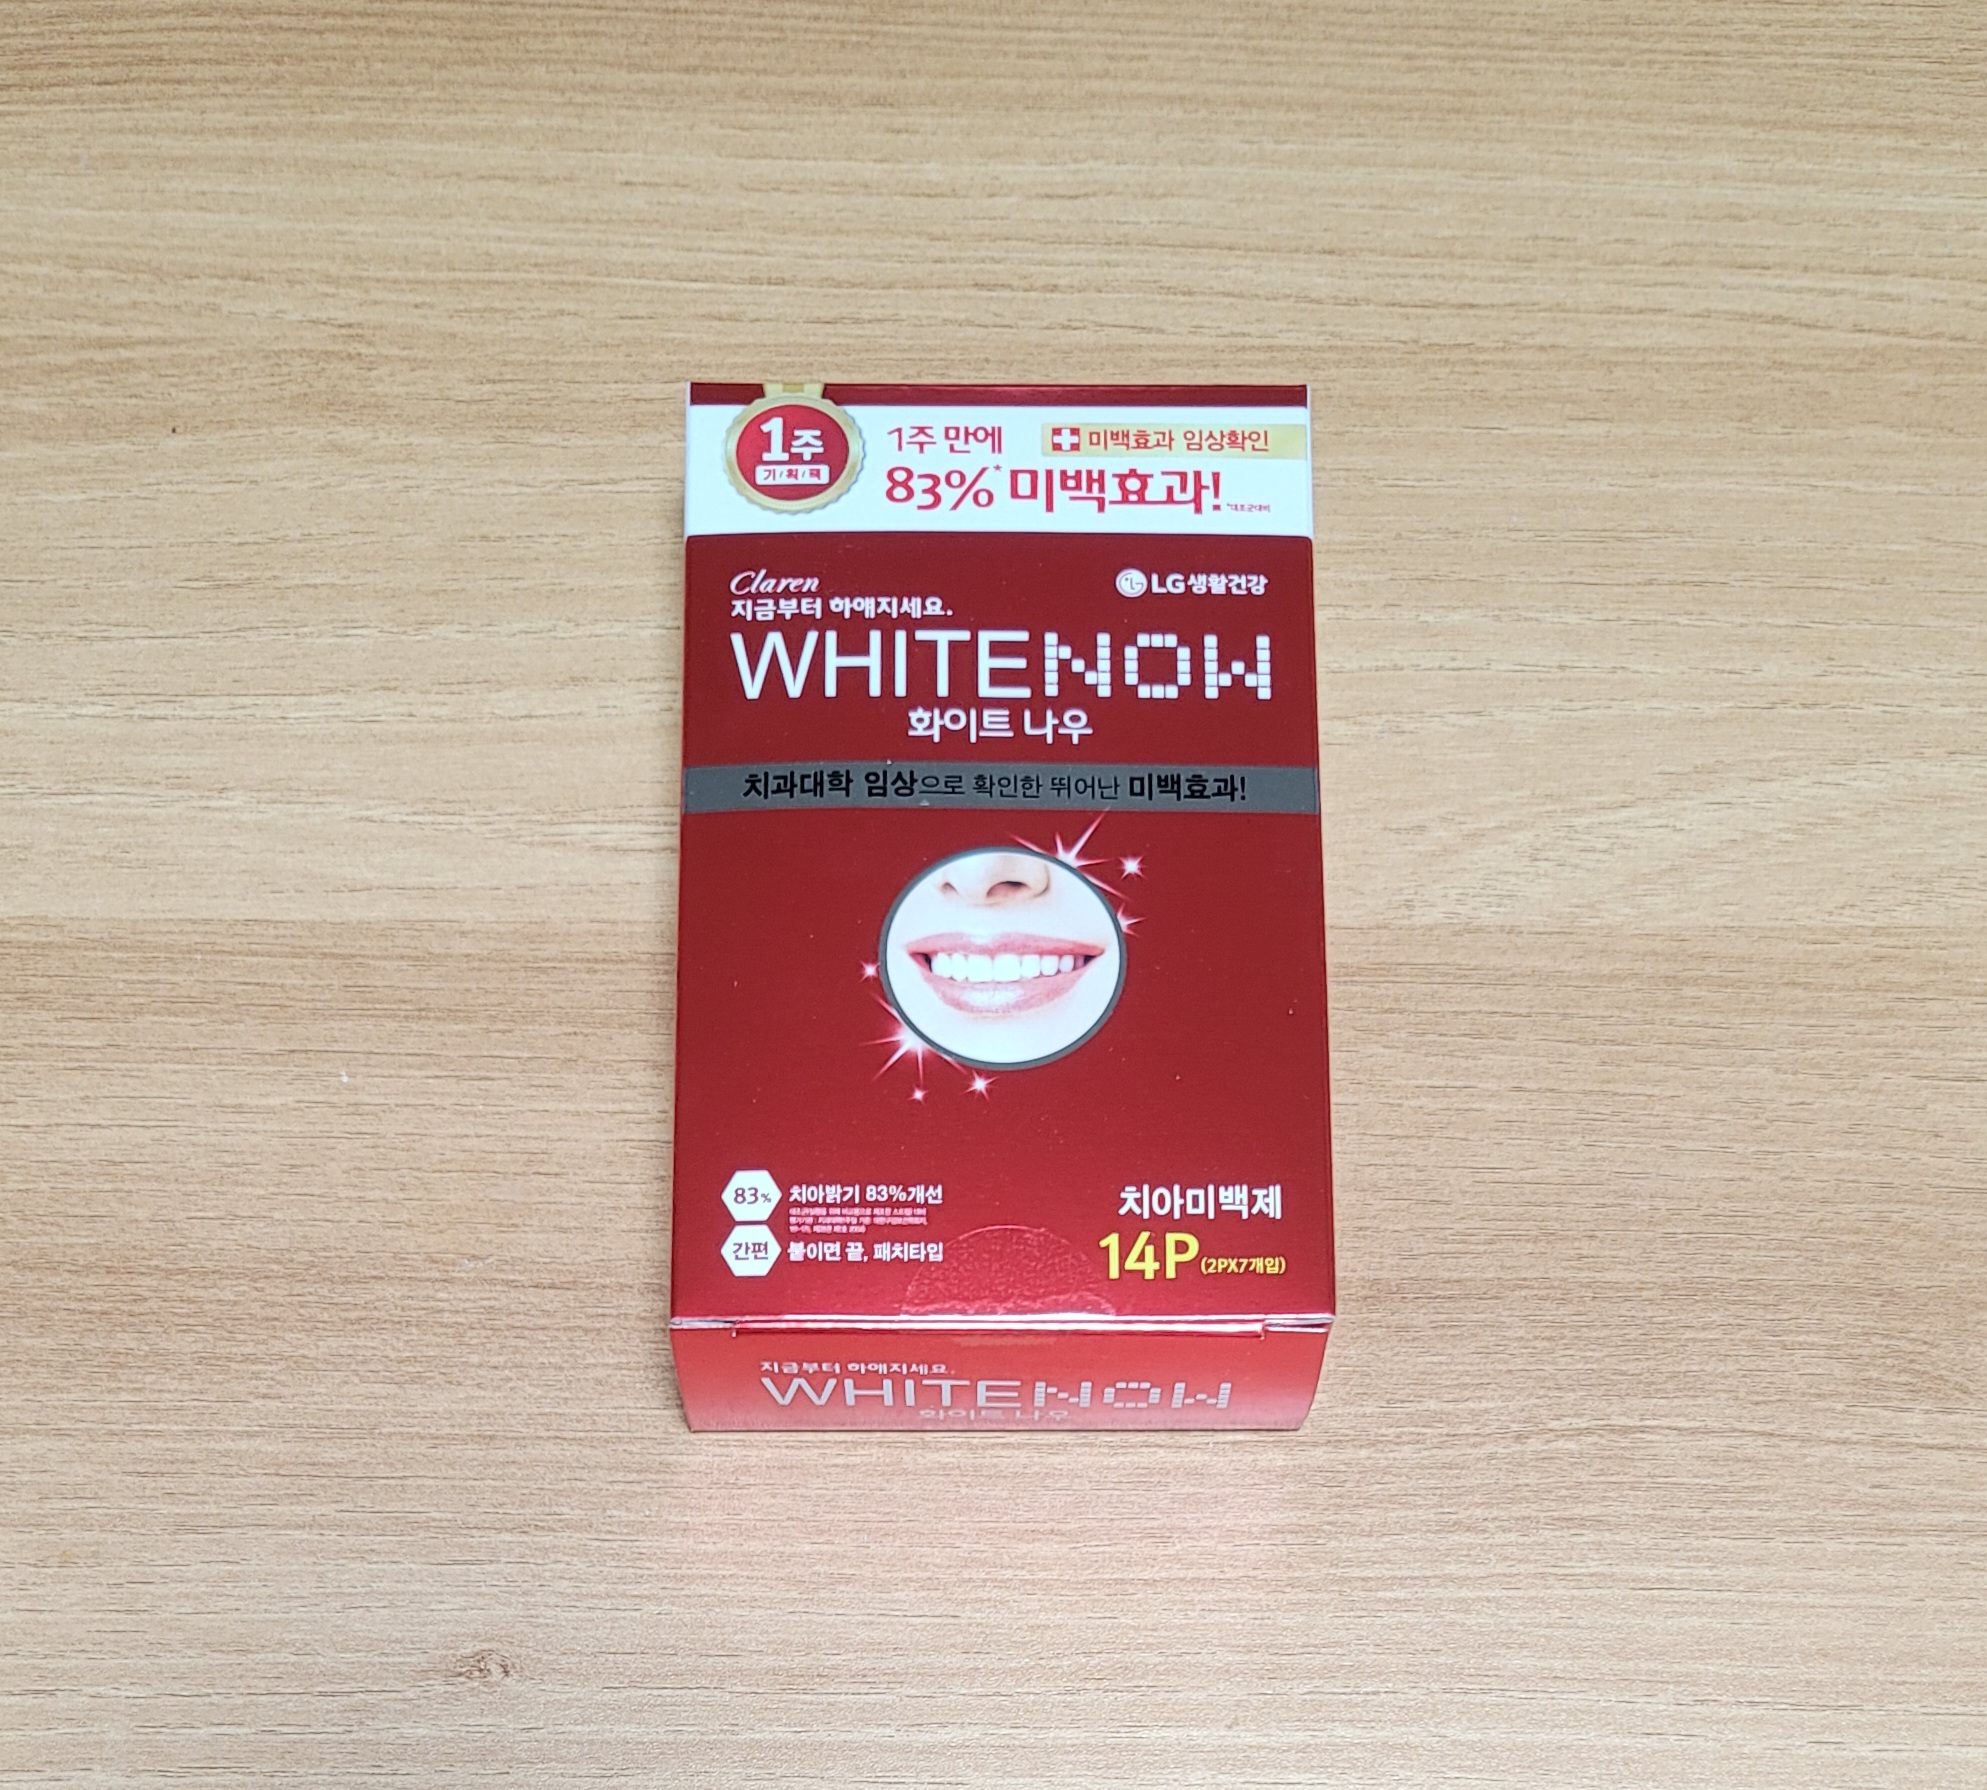 1주
기/획/팩
1주 만에
미백효과 임상확인
83%* 미백효과!
*대조군대비
Claren
LG생활건강
지금부터 하얘지세요.
WHITENOW
화이트 나우
치과대학 임상으로 확인한 뛰어난 미백효과!
83%
치아밝기 83%개선
간편
붙이면 끝, 패치타입
치아미백제
14P(2PX7개입)
지금부터 하얘지세요.
WHITENOW
화이트 나우